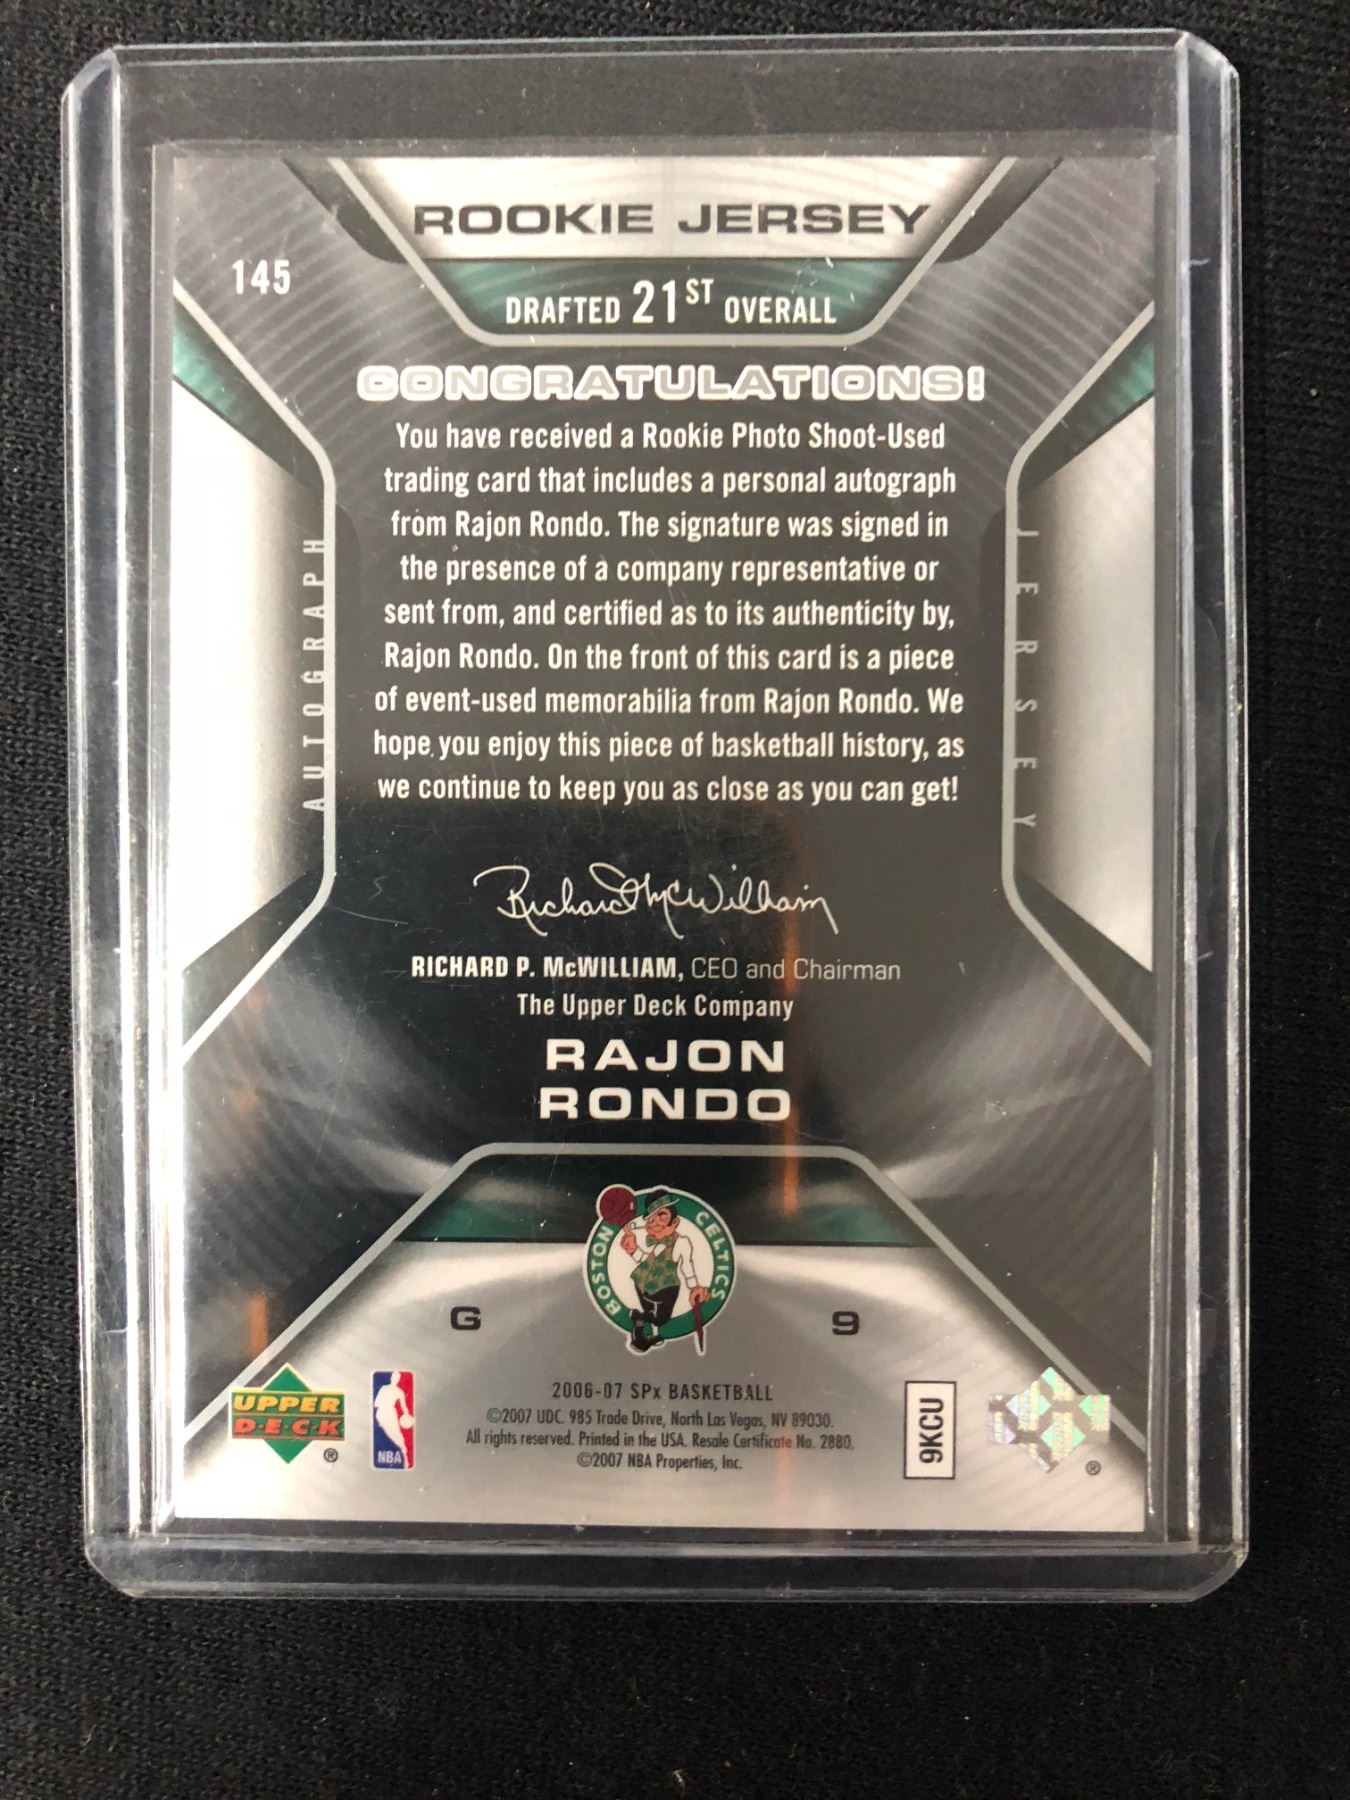 ROOKIE JERSEY
145
DRAFTED 21ST OVERALL
CONGRATULATIONS!
You have received a Rookie Photo Shoot-Used
trading card that includes a personal autograph
from Rajon Rondo. The signature was signed in
the presence of a company representative or
sent from, and certified as to its authenticity by,
Rajon Rondo. On the front of this card is a piece
of event-used memorabilia from Rajon Rondo. We
hope you enjoy this piece of basketball history, as
we continue to keep you as close as you can get!
AUTOGRAPH
JERSEY
Richard McWilliam
RICHARD P. McWILLIAM, CEO and Chairman
The Upper Deck Company
RAJON
RONDO
BOSTON CELTICS
G
9
UPPER
DECK
®
NBA
2006-07 SPx BASKETBALL
©2007 UDC. 985 Trade Drive, North Las Vegas, NV 89030.
All rights reserved. Printed in the USA. Resale Certificate No. 2880.
©2007 NBA Properties, Inc.
9KCU
®